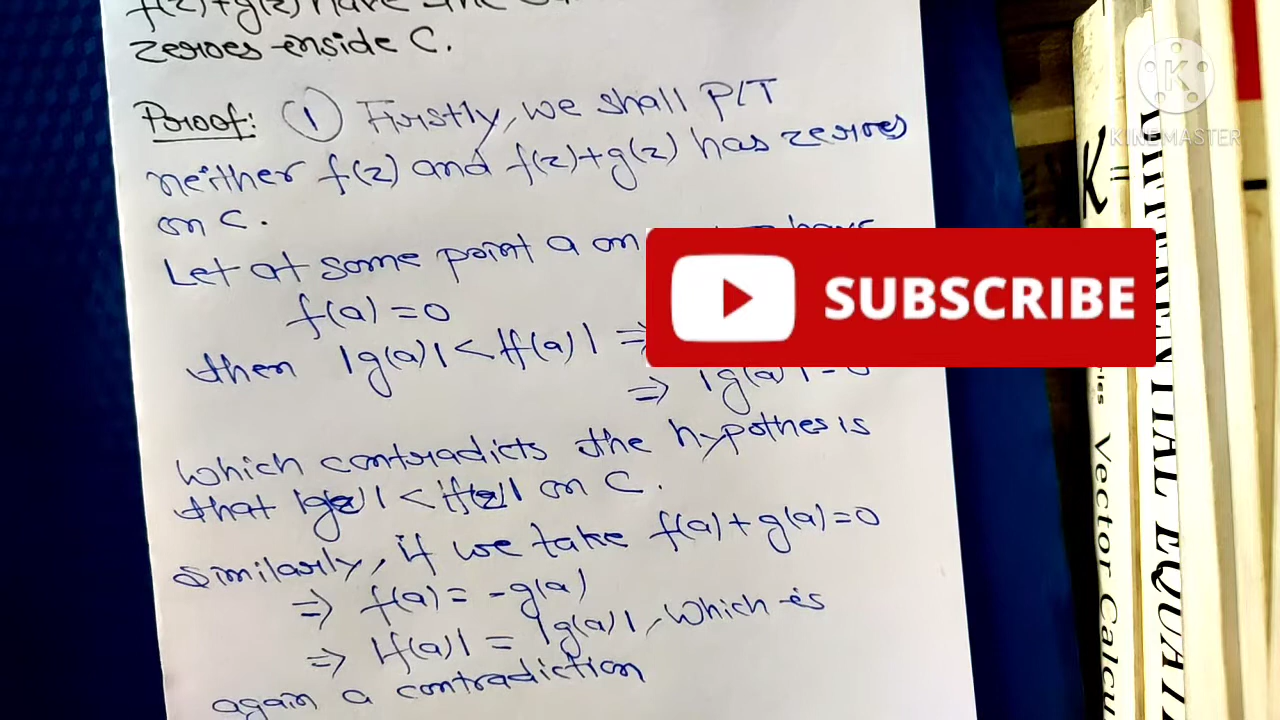 zeroes inside C.
Proof: ① Firstly, we shall P/T
neither f(z) and f(z)+g(z) has zeroes
on C.
Let at some point a on
f(a) = 0
then |g(a)| < |f(a)| ⇒
⇒ |g(a)| = 0
which contradicts the hypothesis
that |g(z)| < |f(z)| on C.
similarly, if we take f(a)+g(a)=0
⇒ f(a) = -g(a)
⇒ |f(a)| = |g(a)|, which is
again a contradiction
SUBSCRIBE
K
KINEMASTER
Vector Calcu